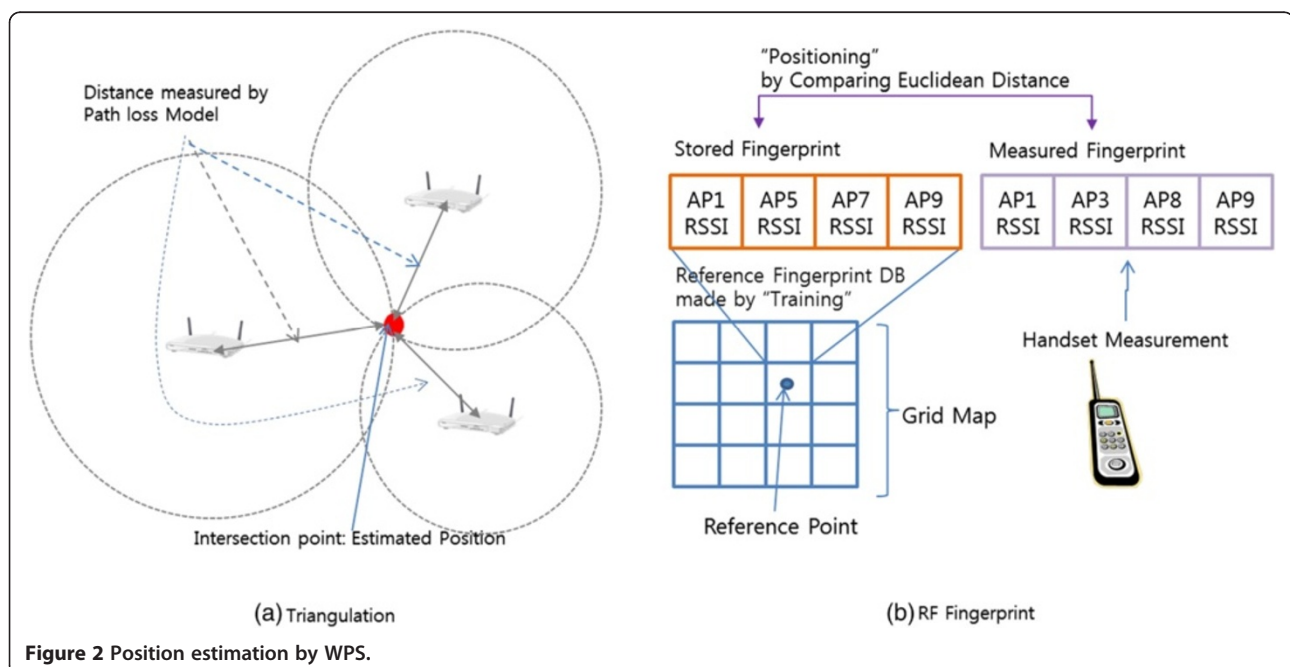 Distance measured by
Path loss Model
Intersection point: Estimated Position
(a) Triangulation
"Positioning"
by Comparing Euclidean Distance
Stored Fingerprint
Measured Fingerprint
AP1 AP5 AP7 AP9
RSSI RSSI RSSI RSSI
AP1 AP3 AP8 AP9
RSSI RSSI RSSI RSSI
Reference Fingerprint DB
made by "Training"
Handset Measurement
Grid Map
Reference Point
(b) RF Fingerprint
Figure 2 Position estimation by WPS.